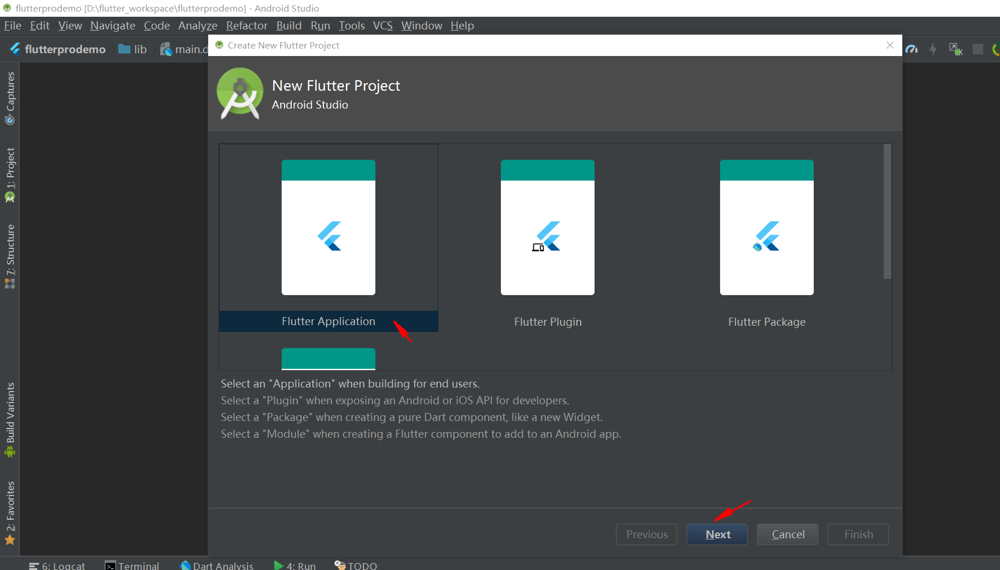 flutterprodemo [D:\flutter_workspace\flutterprodemo] - Android Studio
File Edit View Navigate Code Analyze Refactor Build Run Tools VCS Window Help
flutterprodemo lib main.d
Create New Flutter Project
New Flutter Project
Android Studio
Captures
1: Project
7: Structure
Build Variants
2: Favorites
Flutter Application
Flutter Plugin
Flutter Package
Select an "Application" when building for end users.
Select a "Plugin" when exposing an Android or iOS API for developers.
Select a "Package" when creating a pure Dart component, like a new Widget.
Select a "Module" when creating a Flutter component to add to an Android app.
Previous Next Cancel Finish
6: Logcat Terminal Dart Analysis 4: Run TODO